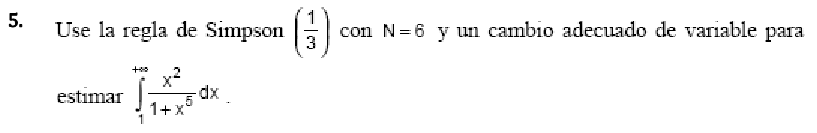 5. Use la regla de Simpson (1/3) con N=6 y un cambio adecuado de variable para
estimar ∫₁^{+∞} x²/(1+x⁵) dx .